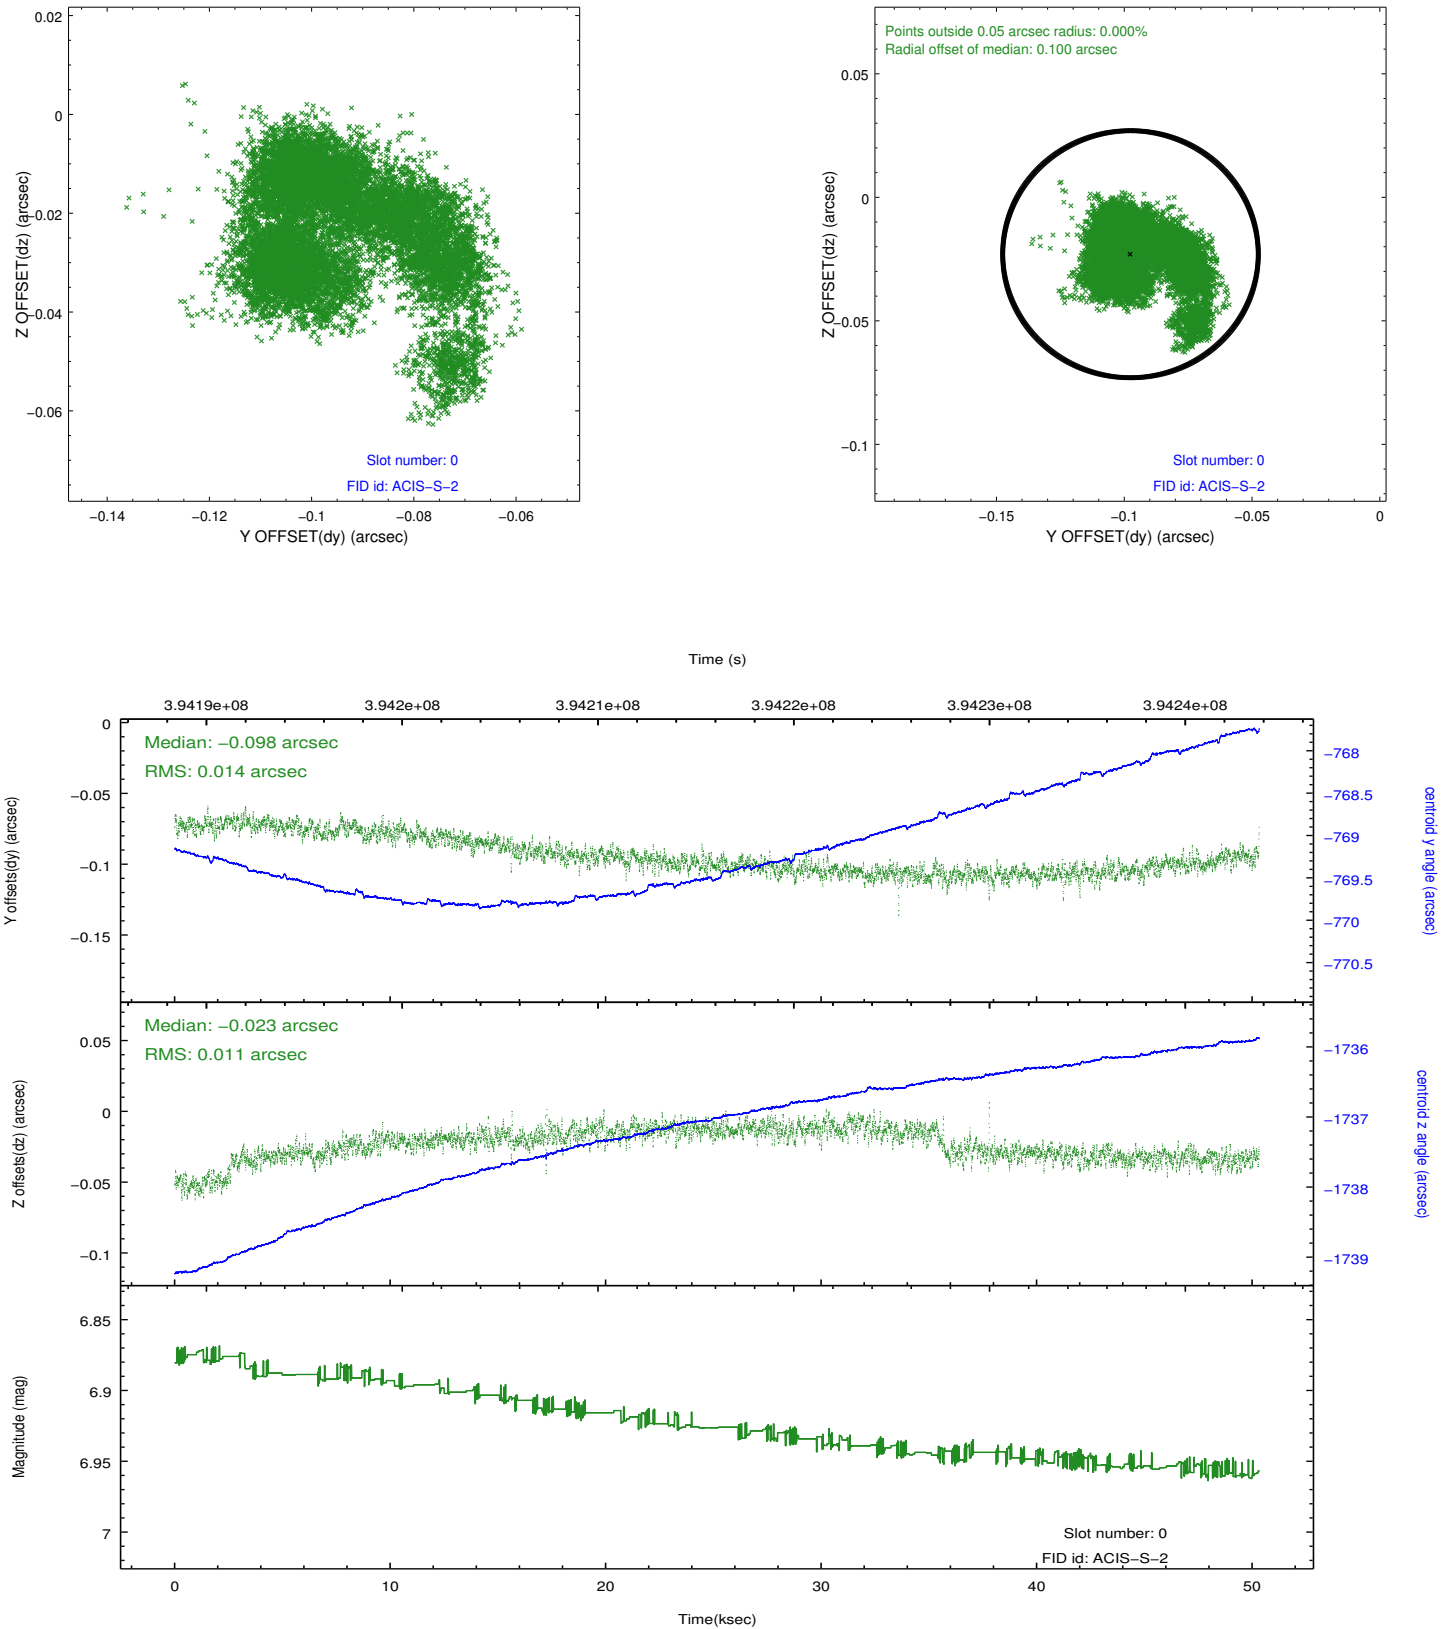 0.02
0
−0.02
−0.04
−0.06
Z OFFSET(dz) (arcsec)
Slot number: 0
FID id: ACIS−S−2
−0.14
−0.12
−0.1
−0.08
−0.06
Y OFFSET(dy) (arcsec)
Points outside 0.05 arcsec radius: 0.000%
Radial offset of median: 0.100 arcsec
0.05
0
−0.05
−0.1
Z OFFSET(dz) (arcsec)
Slot number: 0
FID id: ACIS−S−2
−0.15
−0.1
−0.05
0
Y OFFSET(dy) (arcsec)
Time (s)
3.9419e+08
3.942e+08
3.9421e+08
3.9422e+08
3.9423e+08
3.9424e+08
Median: −0.098 arcsec
RMS: 0.014 arcsec
0
−0.05
−0.1
−0.15
Y offsets(dy) (arcsec)
−768
−768.5
−769
−769.5
−770
−770.5
centroid y angle (arcsec)
Median: −0.023 arcsec
RMS: 0.011 arcsec
0.05
0
−0.05
−0.1
Z offsets(dz) (arcsec)
−1736
−1737
−1738
−1739
centroid z angle (arcsec)
6.85
6.9
6.95
7
Magnitude (mag)
Slot number: 0
FID id: ACIS−S−2
0
10
20
30
40
50
Time(ksec)